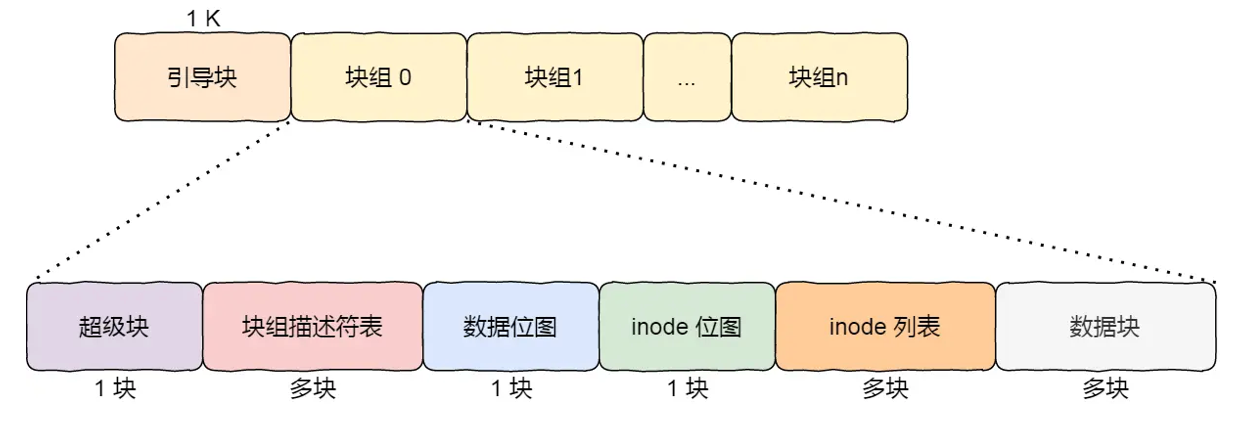 1 K
引导块
块组 0
块组1
...
块组n
超级块
块组描述符表
数据位图
inode 位图
inode 列表
数据块
1 块
多块
1 块
1 块
多块
多块